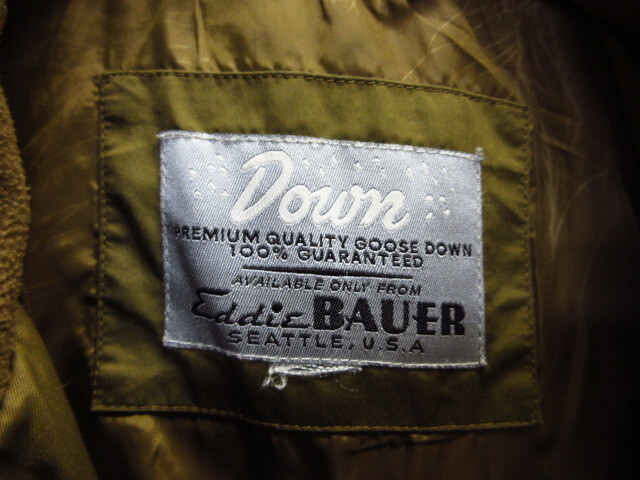 Down
PREMIUM QUALITY GOOSE DOWN
100% GUARANTEED
AVAILABLE ONLY FROM
Eddie BAUER
SEATTLE, U.S.A